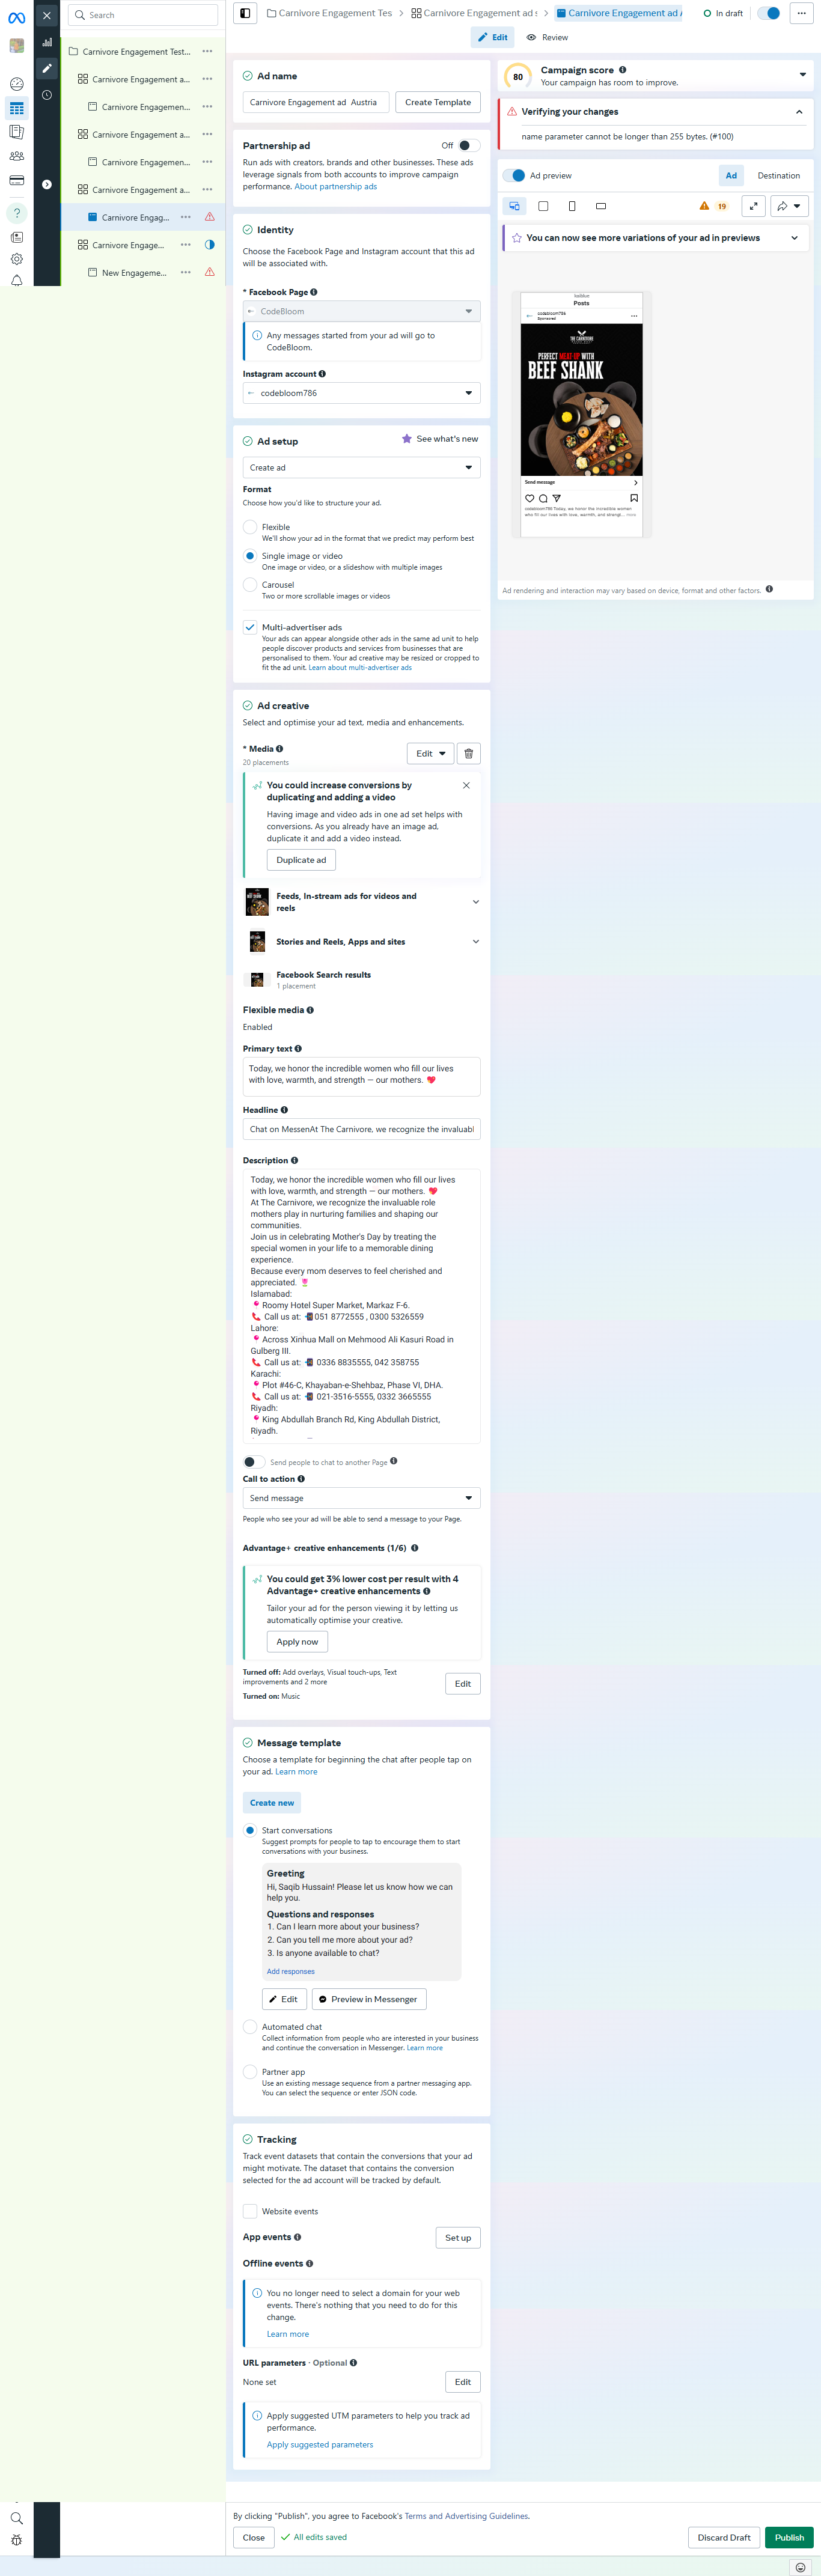 Search
Carnivore Engagement Test...
Carnivore Engagement a...
Carnivore Engagemen...
Carnivore Engagement a...
Carnivore Engagemen...
Carnivore Engagement a...
Carnivore Engag...
Carnivore Engage...
New Engageme...
Carnivore Engagement Tes
Carnivore Engagement ad s
Carnivore Engagement ad A
In draft
Edit
Review
Ad name
Carnivore Engagement ad Austria
Create Template
Partnership ad
Off
Run ads with creators, brands and other businesses. These ads
leverage signals from both accounts to improve campaign
performance. About partnership ads
Identity
Choose the Facebook Page and Instagram account that this ad
will be associated with.
* Facebook Page
CodeBloom
Any messages started from your ad will go to
CodeBloom.
Instagram account
codebloom786
Ad setup
See what's new
Create ad
Format
Choose how you'd like to structure your ad.
Flexible
We'll show your ad in the format that we predict may perform best
Single image or video
One image or video, or a slideshow with multiple images
Carousel
Two or more scrollable images or videos
Multi-advertiser ads
Your ads can appear alongside other ads in the same ad unit to help
people discover products and services from businesses that are
personalised to them. Your ad creative may be resized or cropped to
fit the ad unit. Learn about multi-advertiser ads
Ad creative
Select and optimise your ad text, media and enhancements.
* Media
20 placements
Edit
You could increase conversions by
duplicating and adding a video
Having image and video ads in one ad set helps with
conversions. As you already have an image ad,
duplicate it and add a video instead.
Duplicate ad
Feeds, In-stream ads for videos and
reels
Stories and Reels, Apps and sites
Facebook Search results
1 placement
Flexible media
Enabled
Primary text
Today, we honor the incredible women who fill our lives
with love, warmth, and strength — our mothers. 💖
Headline
Chat on MessenAt The Carnivore, we recognize the invaluabl
Description
Today, we honor the incredible women who fill our lives
with love, warmth, and strength — our mothers. 💖
At The Carnivore, we recognize the invaluable role
mothers play in nurturing families and shaping our
communities.
Join us in celebrating Mother's Day by treating the
special women in your life to a memorable dining
experience.
Because every mom deserves to feel cherished and
appreciated. 🌷
Islamabad:
📍 Roomy Hotel Super Market, Markaz F-6.
📞 Call us at: 📲 051 8772555 , 0300 5326559
Lahore:
📍 Across Xinhua Mall on Mehmood Ali Kasuri Road in
Gulberg III.
📞 Call us at: 📲 0336 8835555, 042 358755
Karachi:
📍 Plot #46-C, Khayaban-e-Shehbaz, Phase VI, DHA.
📞 Call us at: 📲 021-3516-5555, 0332 3665555
Riyadh:
📍 King Abdullah Branch Rd, King Abdullah District,
Riyadh.
Send people to chat to another Page
Call to action
Send message
People who see your ad will be able to send a message to your Page.
Advantage+ creative enhancements (1/6)
You could get 3% lower cost per result with 4
Advantage+ creative enhancements
Tailor your ad for the person viewing it by letting us
automatically optimise your creative.
Apply now
Turned off: Add overlays, Visual touch-ups, Text
improvements and 2 more
Turned on: Music
Edit
Message template
Choose a template for beginning the chat after people tap on
your ad. Learn more
Create new
Start conversations
Suggest prompts for people to tap to encourage them to start
conversations with your business.
Greeting
Hi, Saqib Hussain! Please let us know how we can
help you.
Questions and responses
1. Can I learn more about your business?
2. Can you tell me more about your ad?
3. Is anyone available to chat?
Add responses
Edit
Preview in Messenger
Automated chat
Collect information from people who are interested in your business
and continue the conversation in Messenger. Learn more
Partner app
Use an existing message sequence from a partner messaging app.
You can select the sequence or enter JSON code.
Tracking
Track event datasets that contain the conversions that your ad
might motivate. The dataset that contains the conversion
selected for the ad account will be tracked by default.
Website events
App events
Set up
Offline events
You no longer need to select a domain for your web
events. There's nothing that you need to do for this
change.
Learn more
URL parameters · Optional
None set
Edit
Apply suggested UTM parameters to help you track ad
performance.
Apply suggested parameters
80
Campaign score
Your campaign has room to improve.
Verifying your changes
name parameter cannot be longer than 255 bytes. (#100)
Ad preview
Ad
Destination
19
You can now see more variations of your ad in previews
Posts
codebloom786
Sponsored
THE CARNIVORE
PERFECT MEAT UP WITH
BEEF SHANK
Send message
codebloom786 Today, we honor the incredible women
who fill our lives with love, warmth, and strengt... more
Ad rendering and interaction may vary based on device, format and other factors.
By clicking "Publish", you agree to Facebook's Terms and Advertising Guidelines.
Close
All edits saved
Discard Draft
Publish